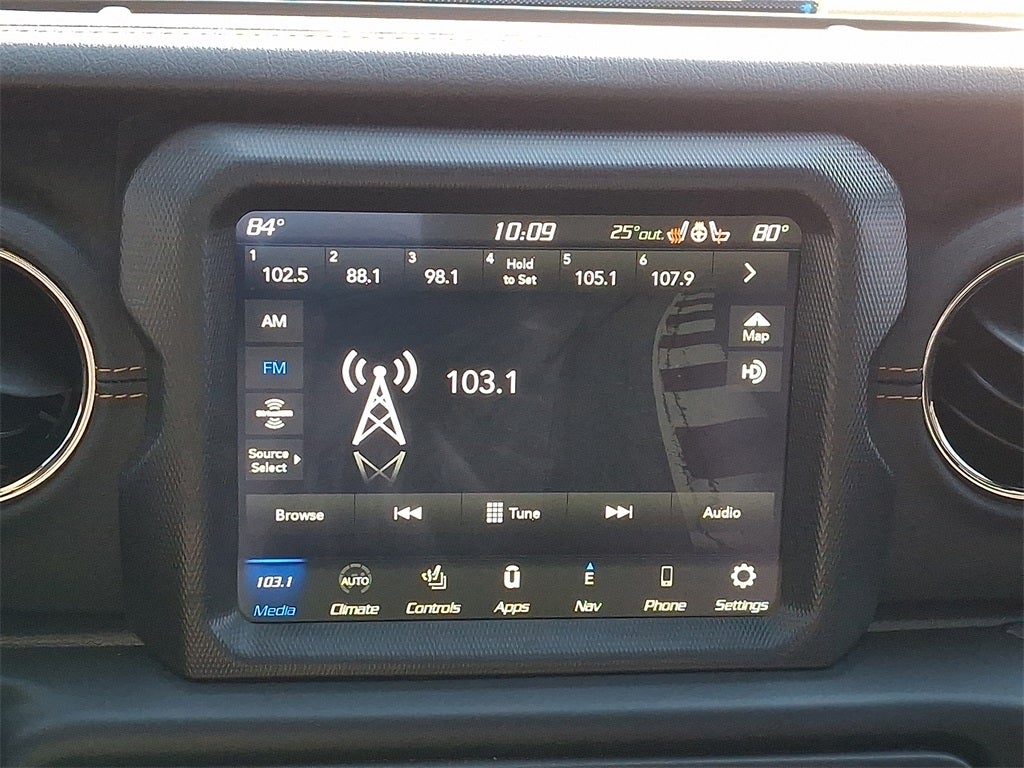 84° 10:09 25°out. 80°
1 102.5 2 88.1 3 98.1 4 Hold to Set 5 105.1 6 107.9
AM
FM
Source
Select
103.1
Map
HD
Browse Tune Audio
103.1 AUTO U E
Media Climate Controls Apps Nav Phone Settings